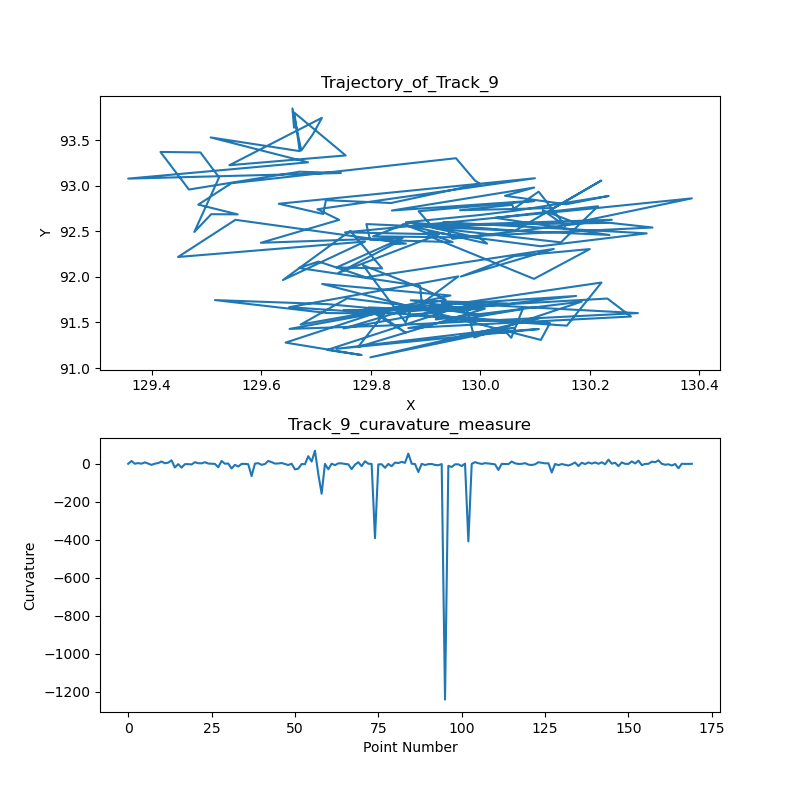 Trajectory_of_Track_9
93.5
93.0
92.5
92.0
91.5
91.0
Y
129.4 129.6 129.8 130.0 130.2 130.4
X
Track_9_curavature_measure
0
−200
−400
−600
−800
−1000
−1200
Curvature
0 25 50 75 100 125 150 175
Point Number